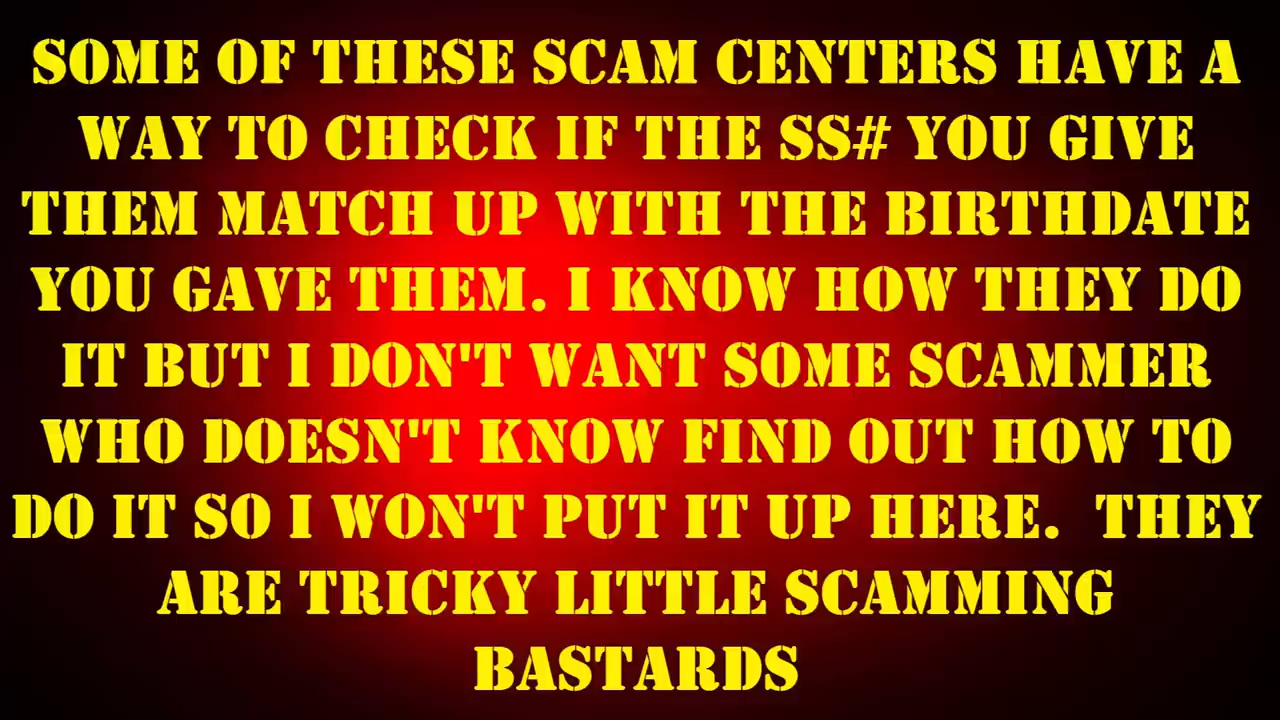 SOME OF THESE SCAM CENTERS HAVE A
WAY TO CHECK IF THE SS# YOU GIVE
THEM MATCH UP WITH THE BIRTHDATE
YOU GAVE THEM. I KNOW HOW THEY DO
IT BUT I DON'T WANT SOME SCAMMER
WHO DOESN'T KNOW FIND OUT HOW TO
DO IT SO I WON'T PUT IT UP HERE. THEY
ARE TRICKY LITTLE SCAMMING
BASTARDS